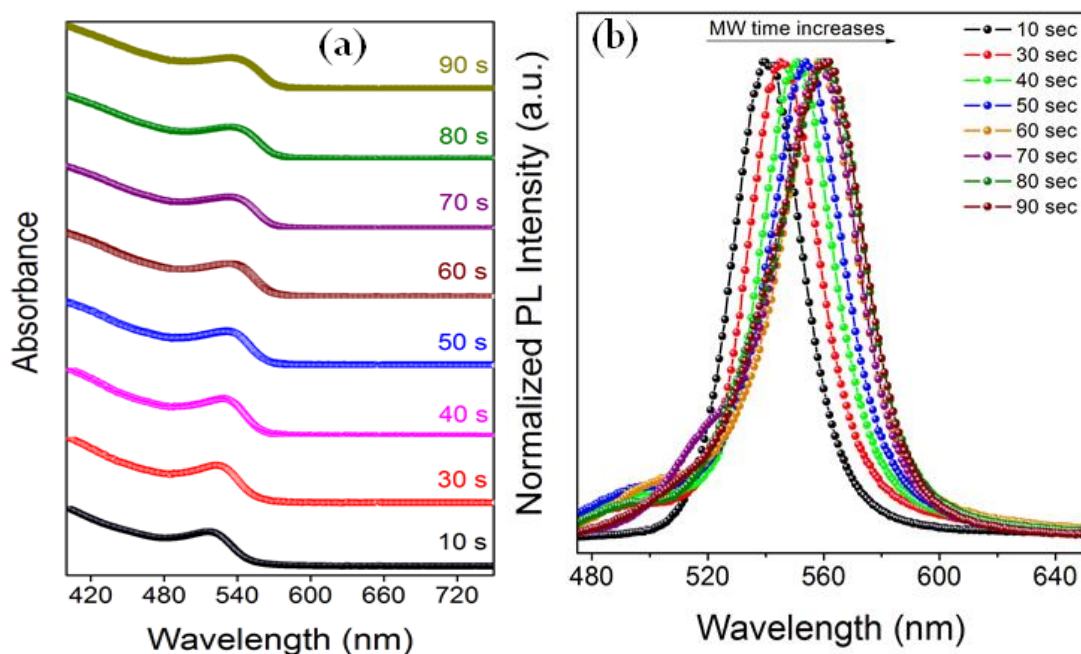 (a)
90 s
80 s
70 s
60 s
50 s
40 s
30 s
10 s
Absorbance
420 480 540 600 660 720
Wavelength (nm)
(b)
MW time increases
10 sec
30 sec
40 sec
50 sec
60 sec
70 sec
80 sec
90 sec
Normalized PL Intensity (a.u.)
480 520 560 600 640
Wavelength (nm)